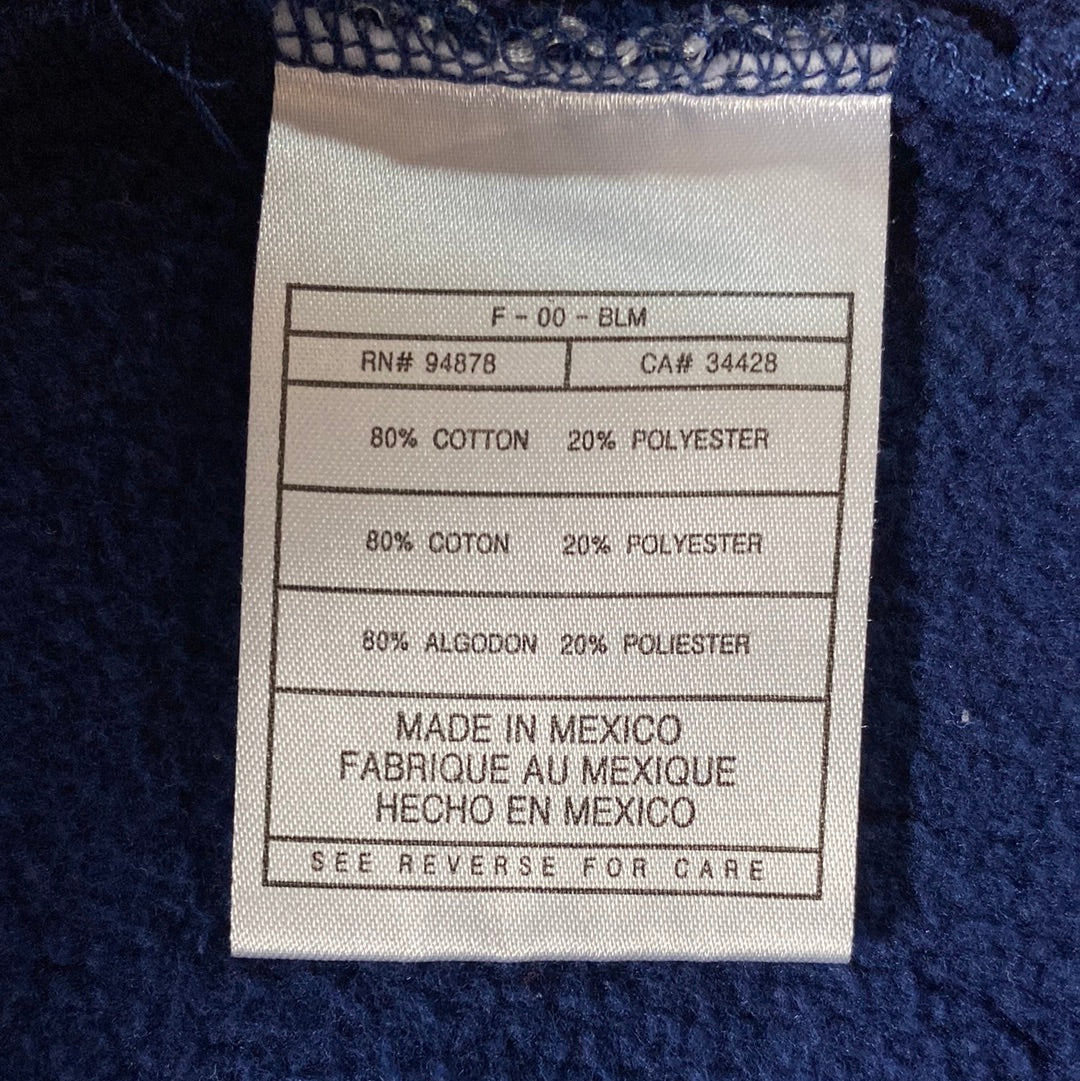 F - 00 - BLM
RN# 94878 CA# 34428
80% COTTON 20% POLYESTER
80% COTON 20% POLYESTER
80% ALGODON 20% POLIESTER
MADE IN MEXICO
FABRIQUE AU MEXIQUE
HECHO EN MEXICO
SEE REVERSE FOR CARE